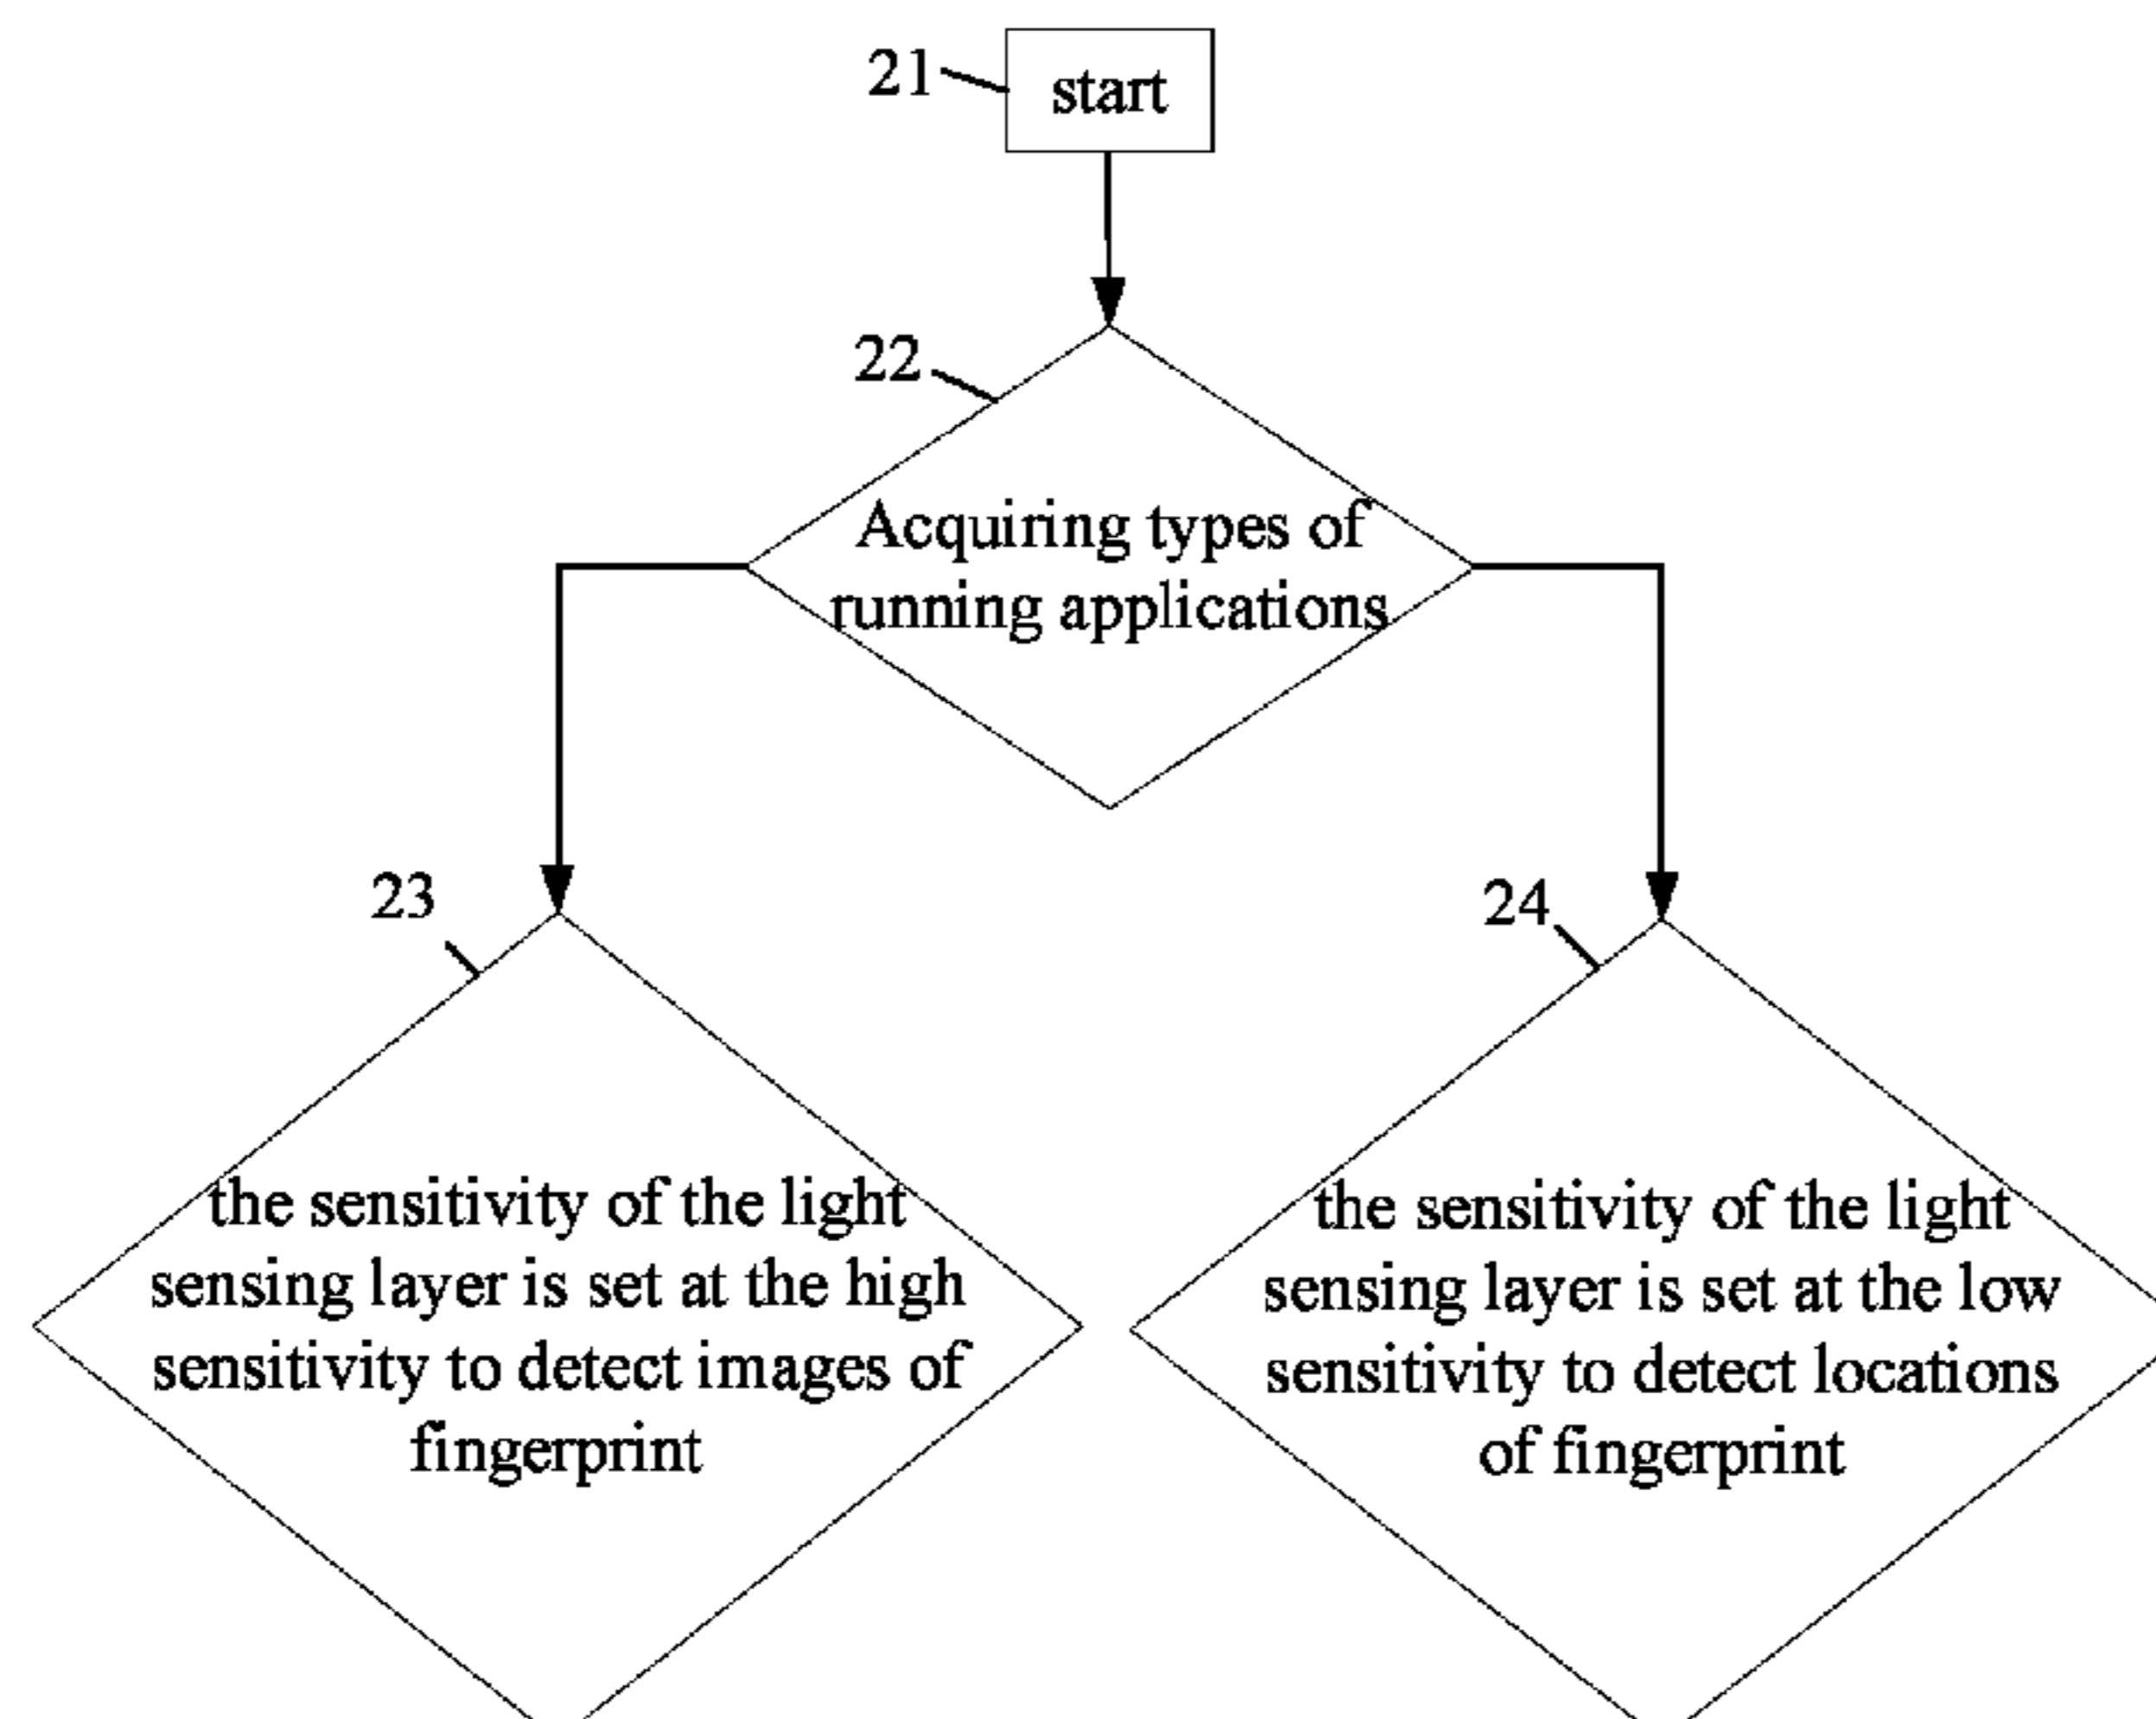 21
start
22
Acquiring types of
running applications
23
the sensitivity of the light
sensing layer is set at the high
sensitivity to detect images of
fingerprint
24
the sensitivity of the light
sensing layer is set at the low
sensitivity to detect locations
of fingerprint